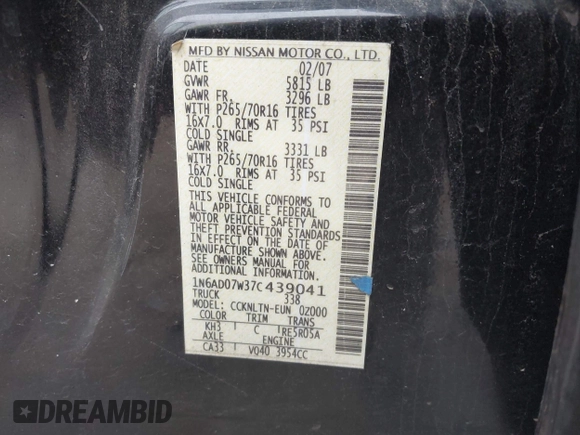 MFD BY NISSAN MOTOR CO., LTD.
DATE 02/07
GVWR 5815 LB
GAWR FR. 3296 LB
WITH P265/70R16 TIRES
16X7.0 RIMS AT 35 PSI
COLD SINGLE
GAWR RR. 3331 LB
WITH P265/70R16 TIRES
16X7.0 RIMS AT 35 PSI
COLD SINGLE
THIS VEHICLE CONFORMS TO
ALL APPLICABLE FEDERAL
MOTOR VEHICLE SAFETY AND
THEFT PREVENTION STANDARDS
IN EFFECT ON THE DATE OF
MANUFACTURE SHOWN ABOVE.
SEE OWNERS MANUAL FOR
ADDITIONAL INFORMATION.
1N6AD07W37C439041
TRUCK 338
MODEL: CCKNLTN-EUN 02000
COLOR TRIM TRANS
KH3 C RE5R05A
AXLE ENGINE
CA33 VQ40 3954CC
DREAMBID